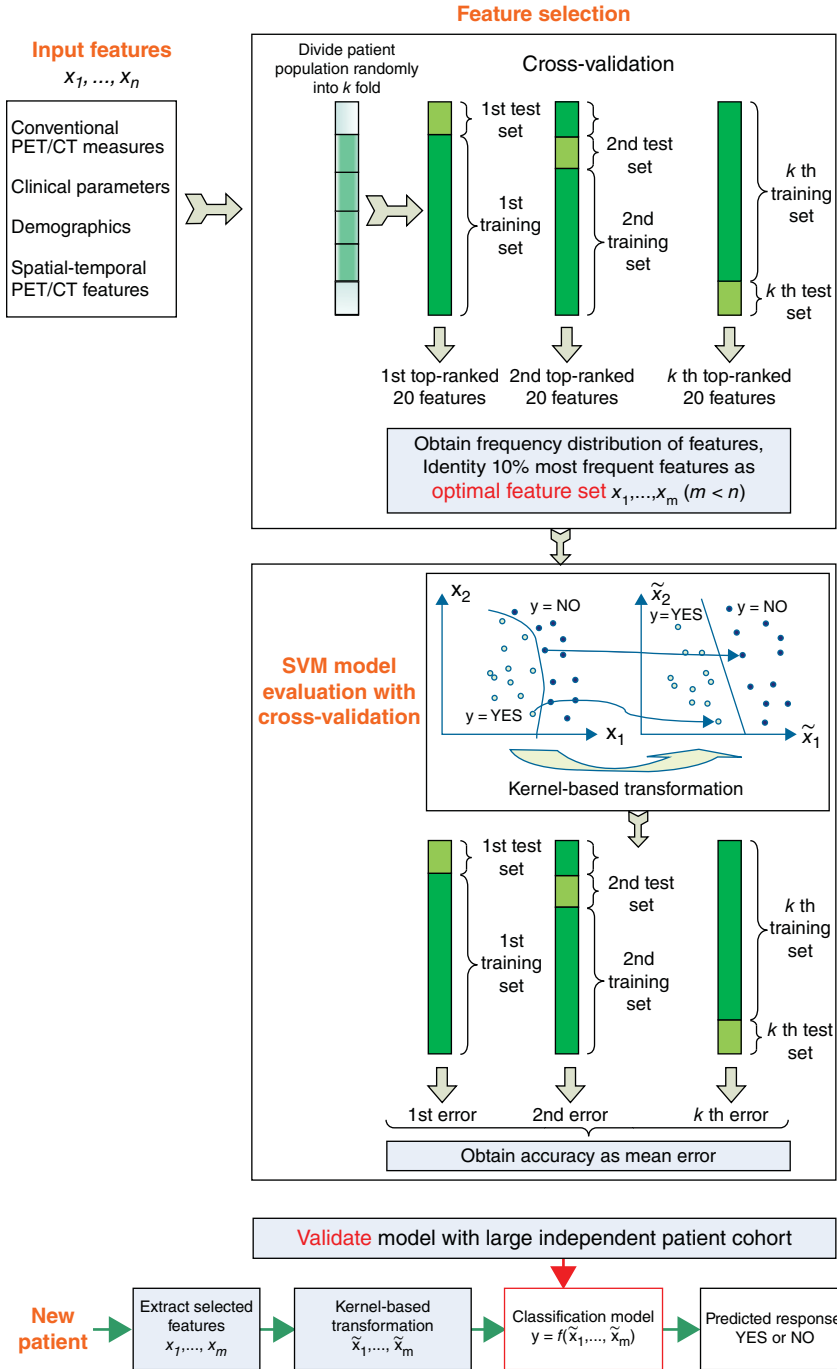 Feature selection
Input features
x1, ..., xn
Conventional
PET/CT measures
Clinical parameters
Demographics
Spatial-temporal
PET/CT features
Divide patient
population randomly
into k fold
Cross-validation
1st test
set
1st
training
set
2nd test
set
2nd
training
set
k th
training
set
k th test
set
1st top-ranked
20 features
2nd top-ranked
20 features
k th top-ranked
20 features
Obtain frequency distribution of features,
Identity 10% most frequent features as
optimal feature set x1,...,xm (m < n)
SVM model
evaluation with
cross-validation
x2
y = NO
y = YES
x1
x̃2
y = YES
y = NO
x̃1
Kernel-based transformation
1st test
set
1st
training
set
2nd test
set
2nd
training
set
k th
training
set
k th test
set
1st error
2nd error
k th error
Obtain accuracy as mean error
Validate model with large independent patient cohort
New
patient
Extract selected
features
x1,..., xm
Kernel-based
transformation
x̃1,..., x̃m
Classification model
y = f(x̃1,..., x̃m)
Predicted response
YES or NO